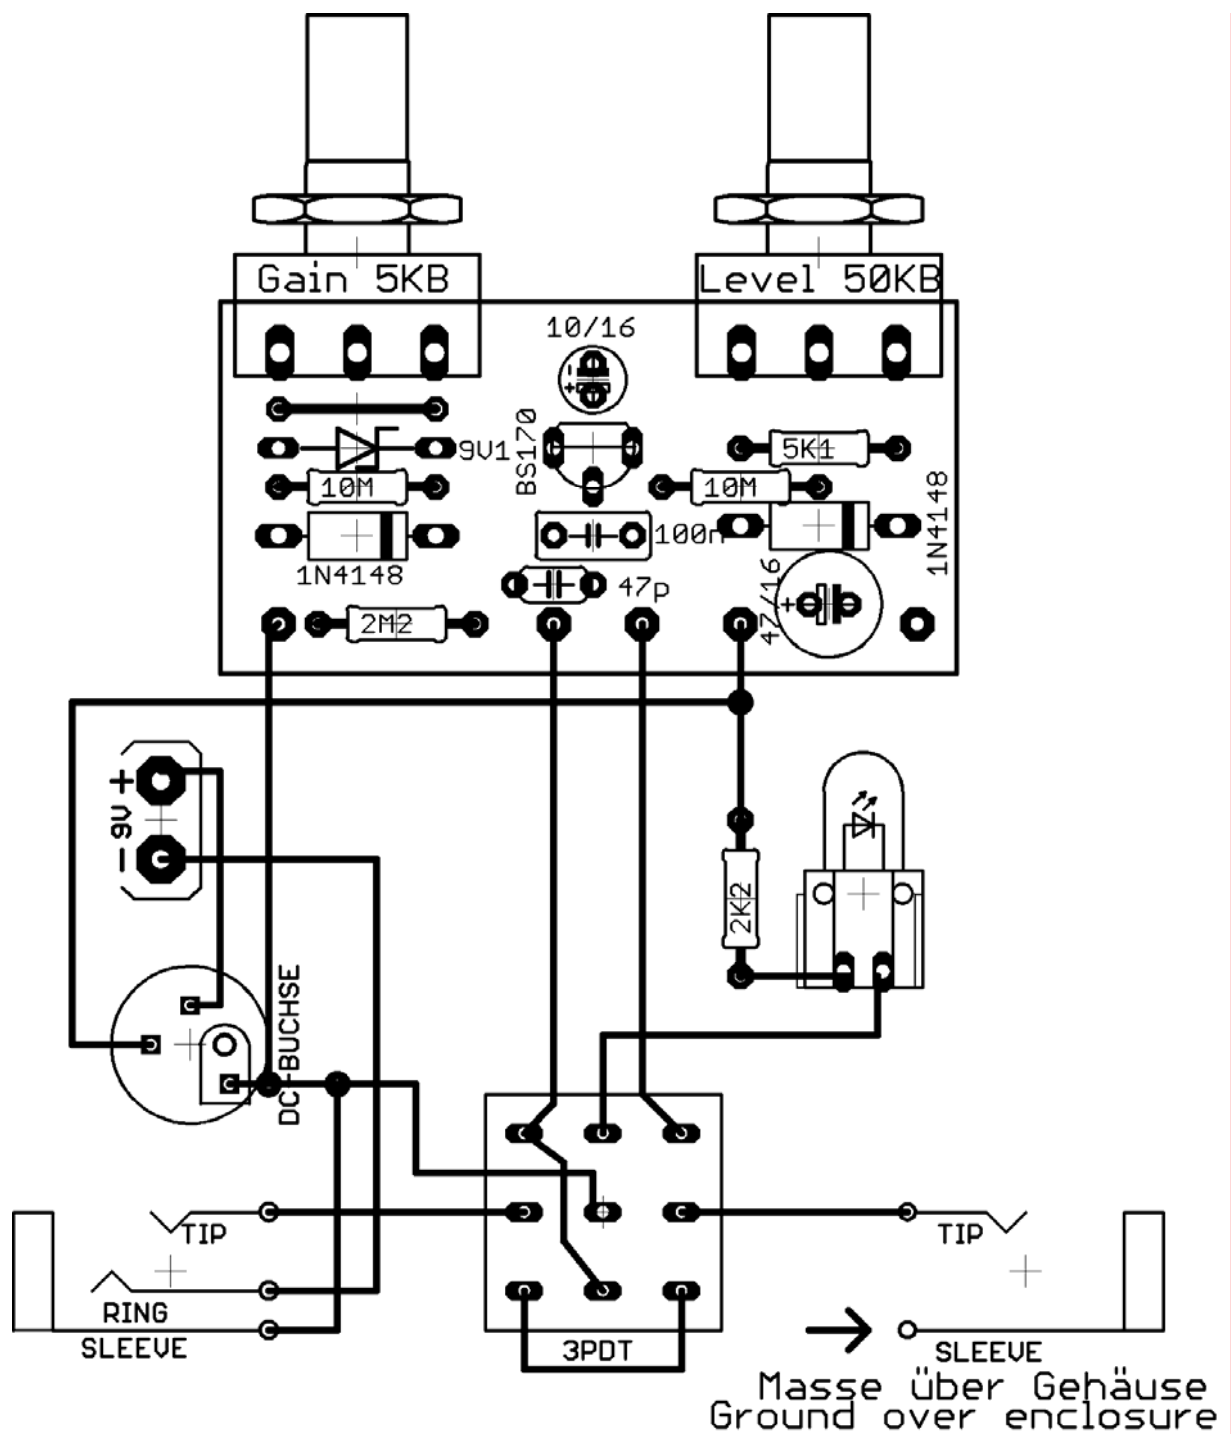 Gain 5KB
Level 50KB
10/16
-
+
BS170
9V1
5K1
10M
10M
1N4148
100n
1N4148
47p
47/16
+
2M2
+
9V
-
2K2
DC-BUCHSE
TIP
TIP
RING
SLEEVE
3PDT
SLEEVE
Masse über Gehäuse
Ground over enclosure